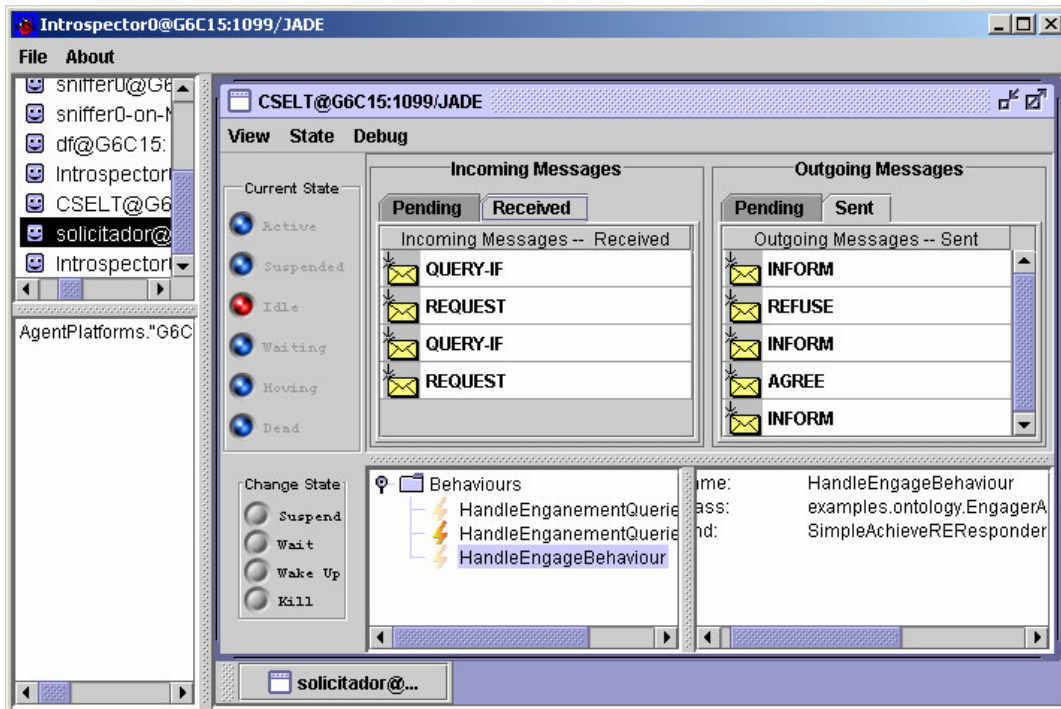 Introspector0@G6C15:1099/JADE
File About
sniffer0@G6
sniffer0-on-M
df@G6C15:
Introspector
CSELT@G6
solicitador@
Introspector
AgentPlatforms."G6C
CSELT@G6C15:1099/JADE
View State Debug
Current State
Active
Suspended
Idle
Waiting
Moving
Dead
Incoming Messages
Pending Received
Incoming Messages -- Received
QUERY-IF
REQUEST
QUERY-IF
REQUEST
Outgoing Messages
Pending Sent
Outgoing Messages -- Sent
INFORM
REFUSE
INFORM
AGREE
INFORM
Change State
Suspend
Wait
Wake Up
Kill
Behaviours
HandleEnganementQuerie
HandleEnganementQuerie
HandleEngageBehaviour
me: HandleEngageBehaviour
ass: examples.ontology.EngagerA
nd: SimpleAchieveREResponder
solicitador@...